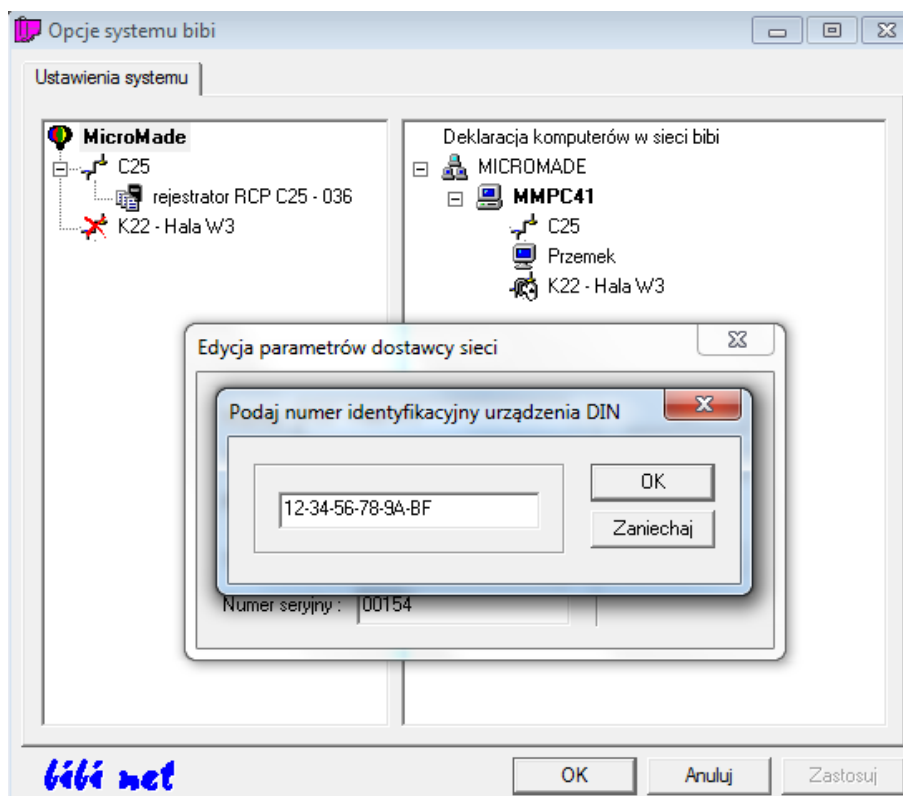 Opcje systemu bibi
Ustawienia systemu
MicroMade
C25
rejestrator RCP C25 - 036
K22 - Hala W3
Deklaracja komputerów w sieci bibi
MICROMADE
MMPC41
C25
Przemek
K22 - Hala W3
Edycja parametrów dostawcy sieci
Podaj numer identyfikacyjny urządzenia DIN
12-34-56-78-9A-BF
OK
Zaniechaj
Numer seryjny : 00154
bibi net
OK Anuluj Zastosuj